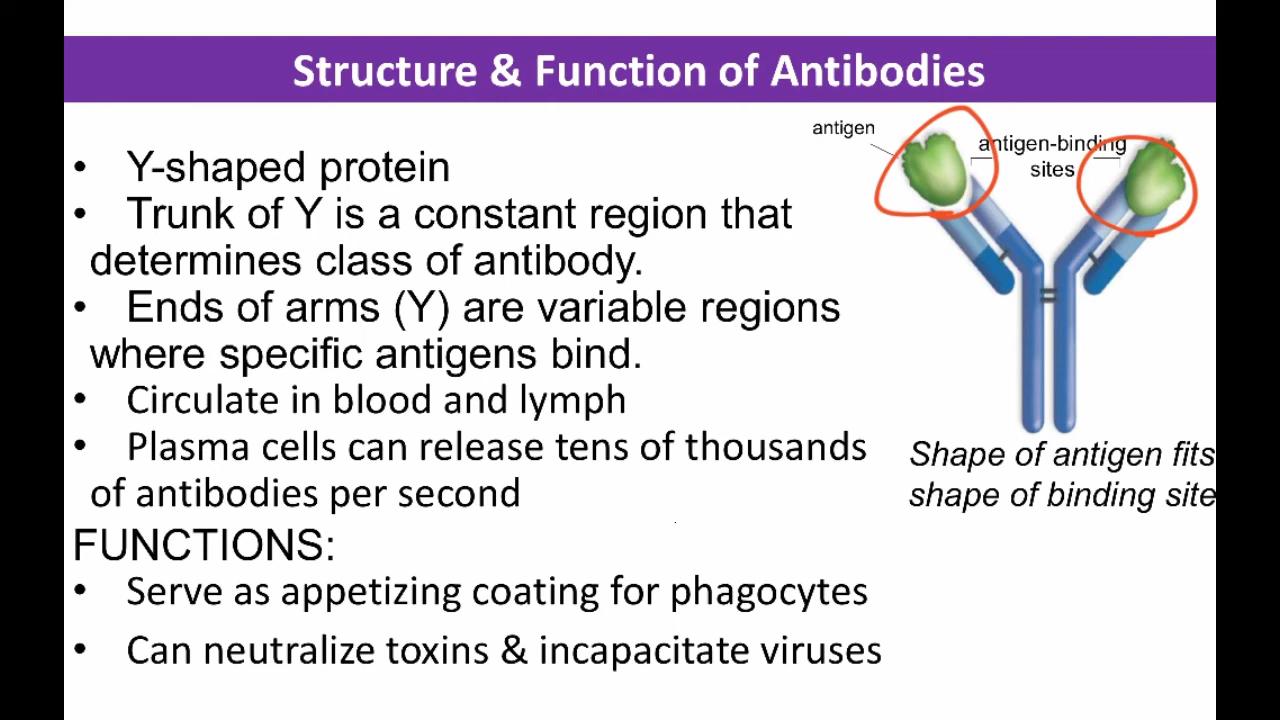 Structure & Function of Antibodies
• Y-shaped protein
• Trunk of Y is a constant region that
determines class of antibody.
• Ends of arms (Y) are variable regions
where specific antigens bind.
• Circulate in blood and lymph
• Plasma cells can release tens of thousands
of antibodies per second
FUNCTIONS:
• Serve as appetizing coating for phagocytes
• Can neutralize toxins & incapacitate viruses
antigen
antigen-binding
sites
Shape of antigen fits
shape of binding site